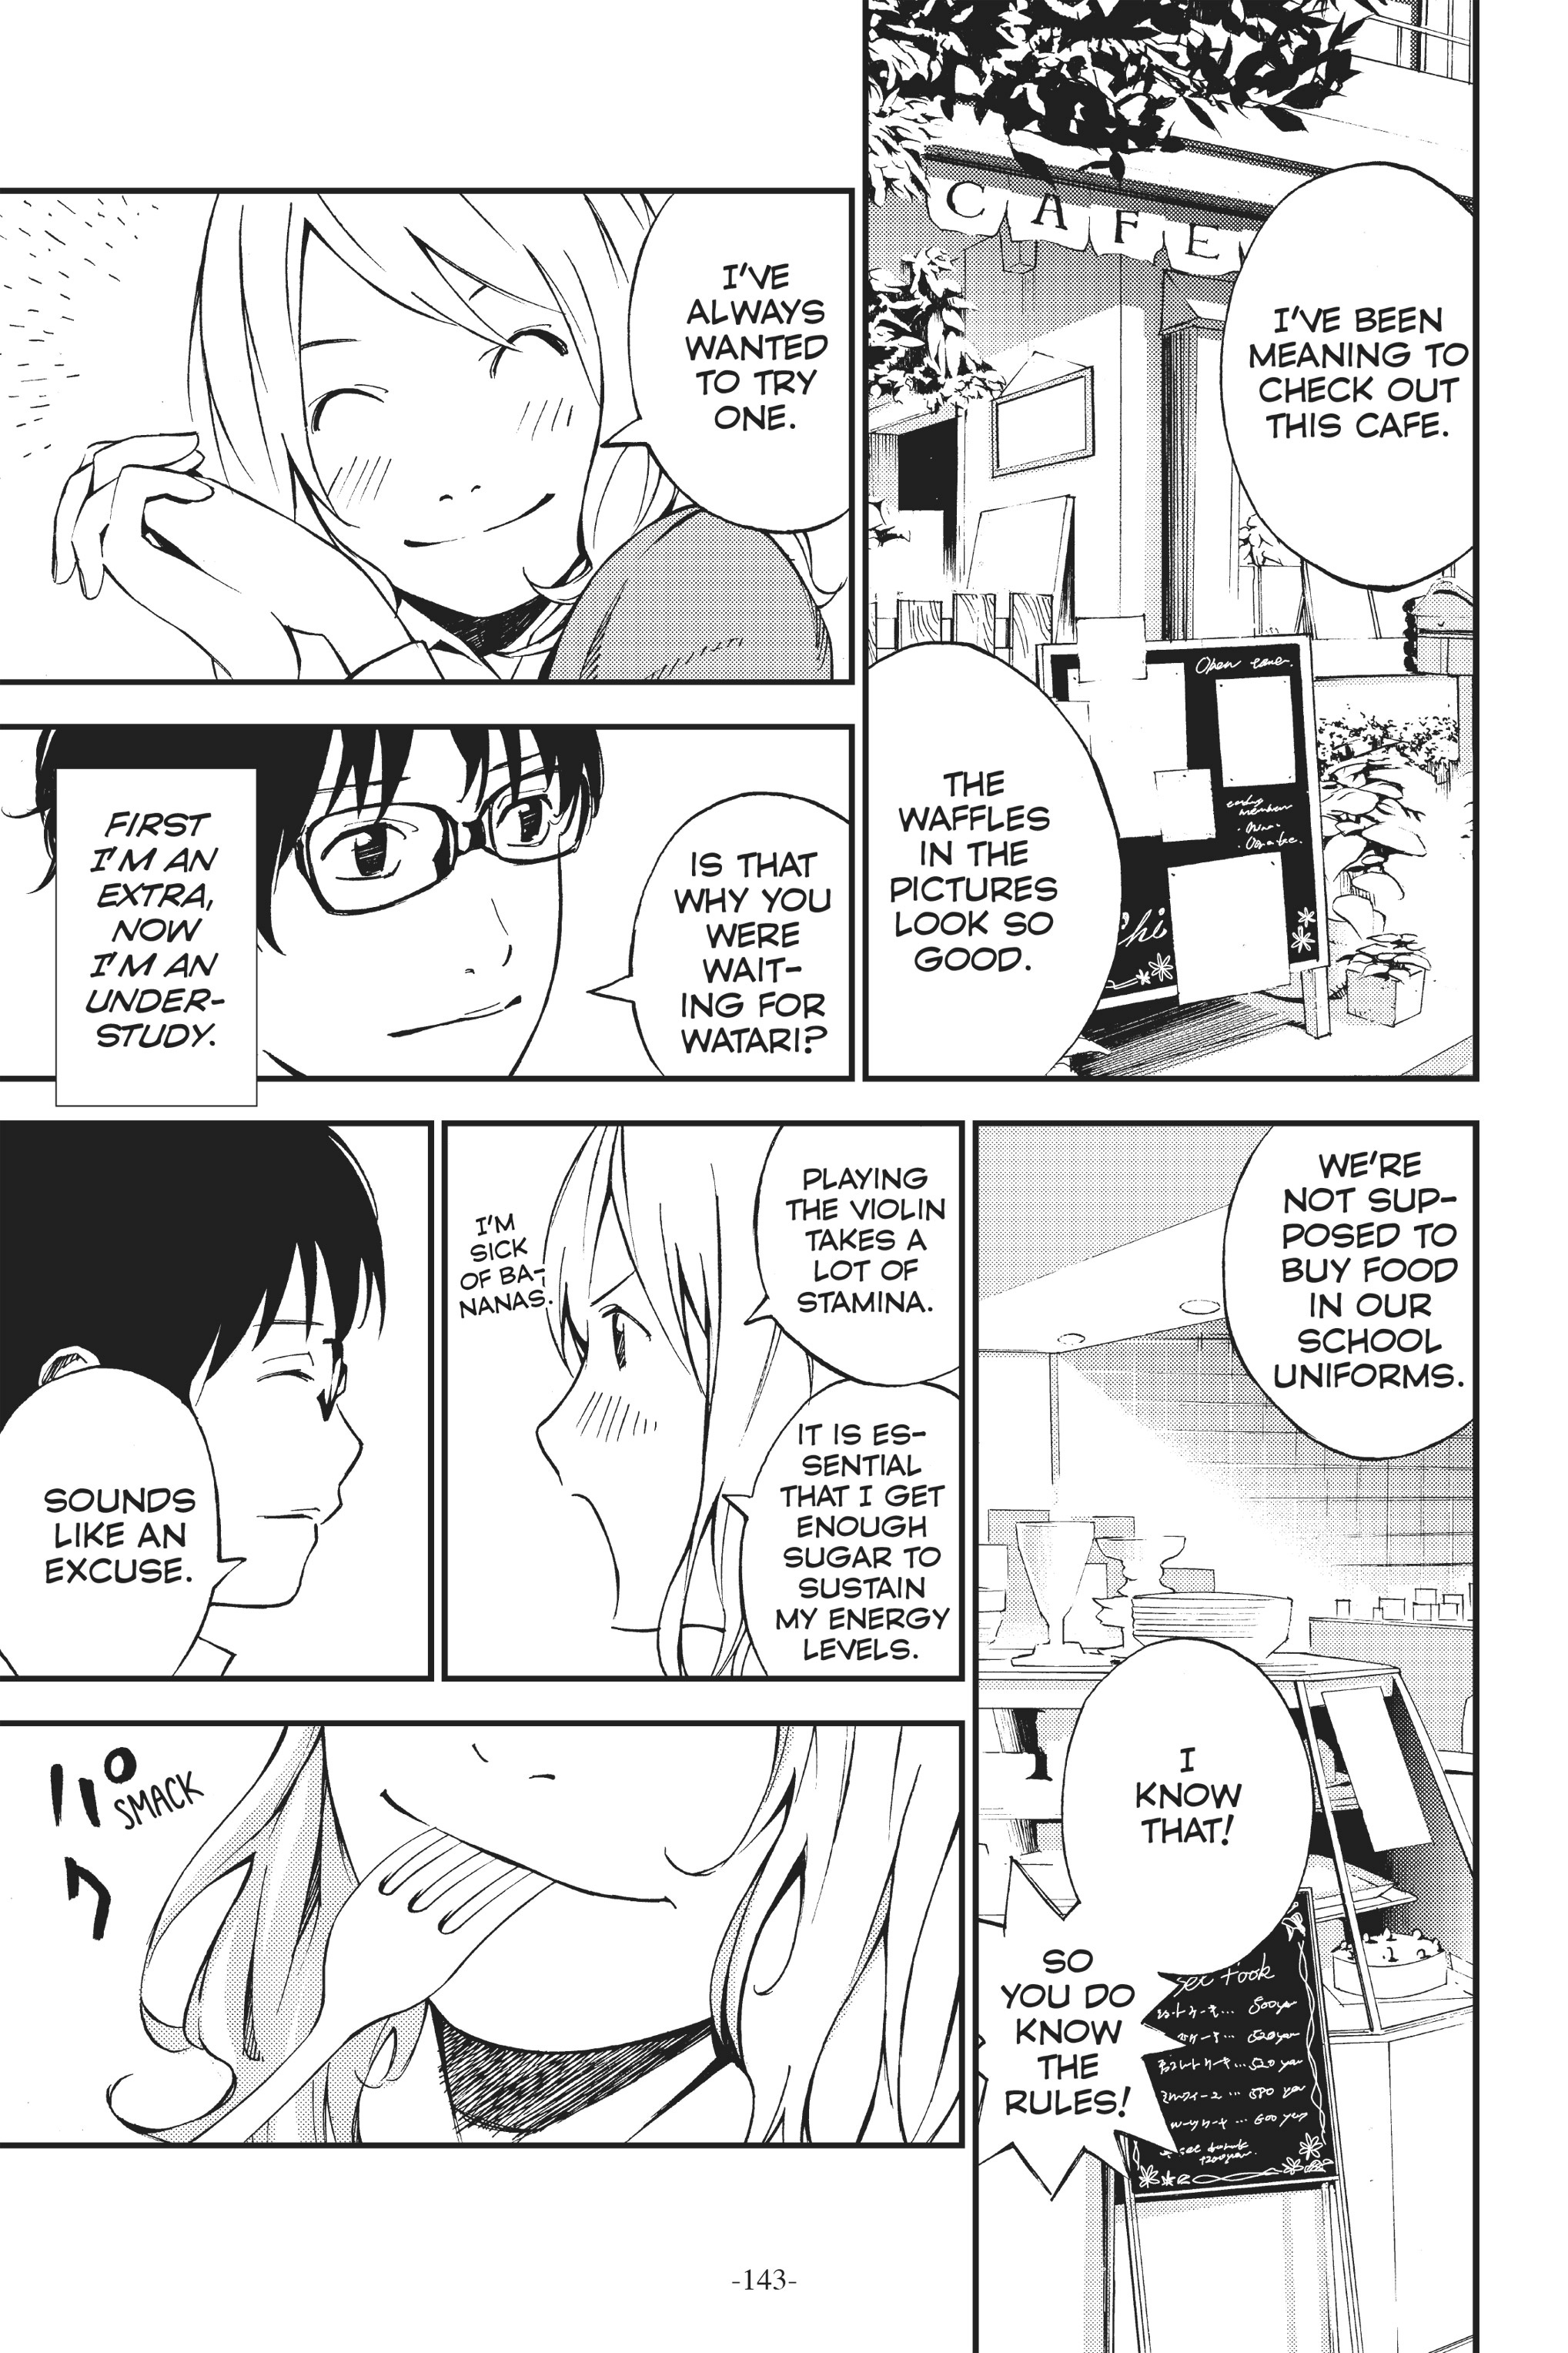 CAFE
I'VE BEEN
MEANING TO
CHECK OUT
THIS CAFE.
Open
THE
WAFFLES
IN THE
PICTURES
LOOK SO
GOOD.
I'VE
ALWAYS
WANTED
TO TRY
ONE.
IS THAT
WHY YOU
WERE
WAIT-
ING FOR
WATARI?
FIRST
I'M AN
EXTRA,
NOW
I'M AN
UNDER-
STUDY.
WE'RE
NOT SUP-
POSED TO
BUY FOOD
IN OUR
SCHOOL
UNIFORMS.
I
KNOW
THAT!
SO
YOU DO
KNOW
THE
RULES!
PLAYING
THE VIOLIN
TAKES A
LOT OF
STAMINA.
IT IS ES-
SENTIAL
THAT I GET
ENOUGH
SUGAR TO
SUSTAIN
MY ENERGY
LEVELS.
I'M
SICK
OF BA-
NANAS.
SOUNDS
LIKE AN
EXCUSE.
パク
SMACK
-143-